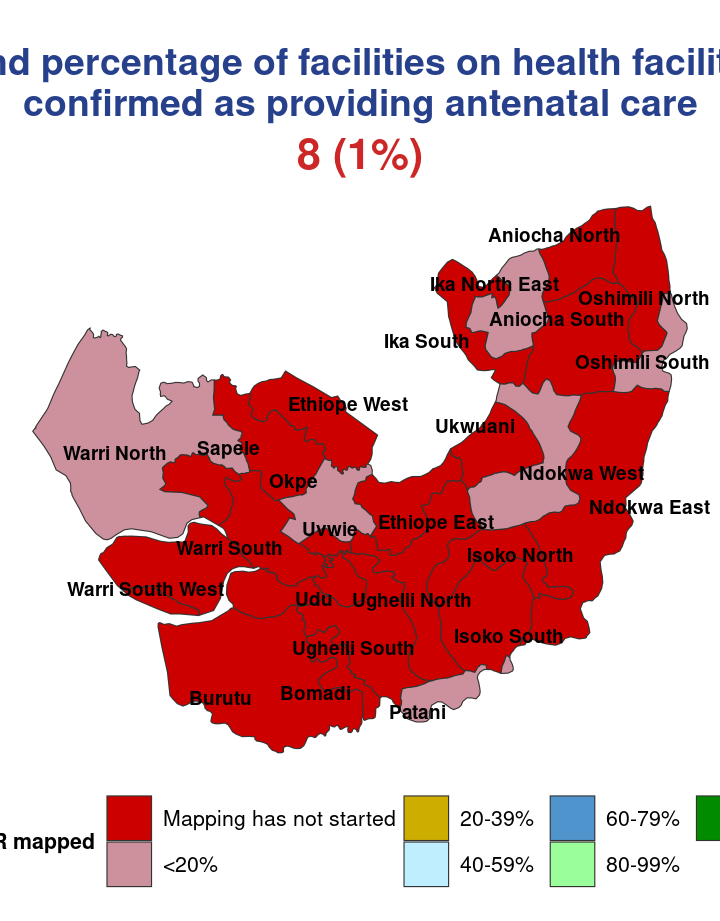 nd percentage of facilities on health facilit
confirmed as providing antenatal care
8 (1%)
Aniocha North
Ika North East
Oshimili North
Aniocha South
Ika South
Oshimili South
Ethiope West
Ukwuani
Sapele
Warri North
Okpe
Ndokwa West
Ndokwa East
Uvwie
Ethiope East
Warri South
Isoko North
Warri South West
Udu
Ughelli North
Isoko South
Ughelli South
Burutu
Bomadi
Patani
R mapped
Mapping has not started
<20%
20-39%
40-59%
60-79%
80-99%